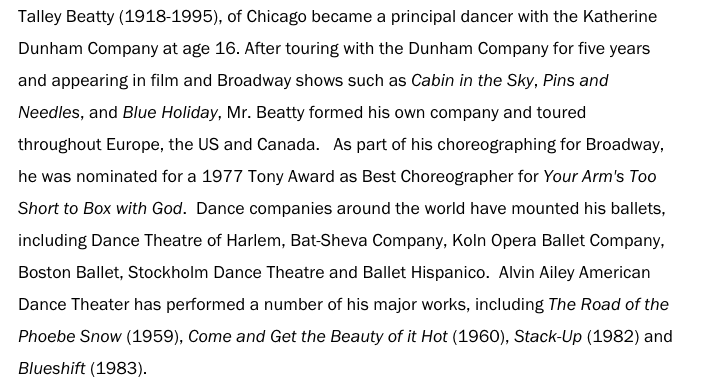 Talley Beatty (1918-1995), of Chicago became a principal dancer with the Katherine
Dunham Company at age 16. After touring with the Dunham Company for five years
and appearing in film and Broadway shows such as Cabin in the Sky, Pins and
Needles, and Blue Holiday, Mr. Beatty formed his own company and toured
throughout Europe, the US and Canada.   As part of his choreographing for Broadway,
he was nominated for a 1977 Tony Award as Best Choreographer for Your Arm's Too
Short to Box with God.  Dance companies around the world have mounted his ballets,
including Dance Theatre of Harlem, Bat-Sheva Company, Koln Opera Ballet Company,
Boston Ballet, Stockholm Dance Theatre and Ballet Hispanico.  Alvin Ailey American
Dance Theater has performed a number of his major works, including The Road of the
Phoebe Snow (1959), Come and Get the Beauty of it Hot (1960), Stack-Up (1982) and
Blueshift (1983).